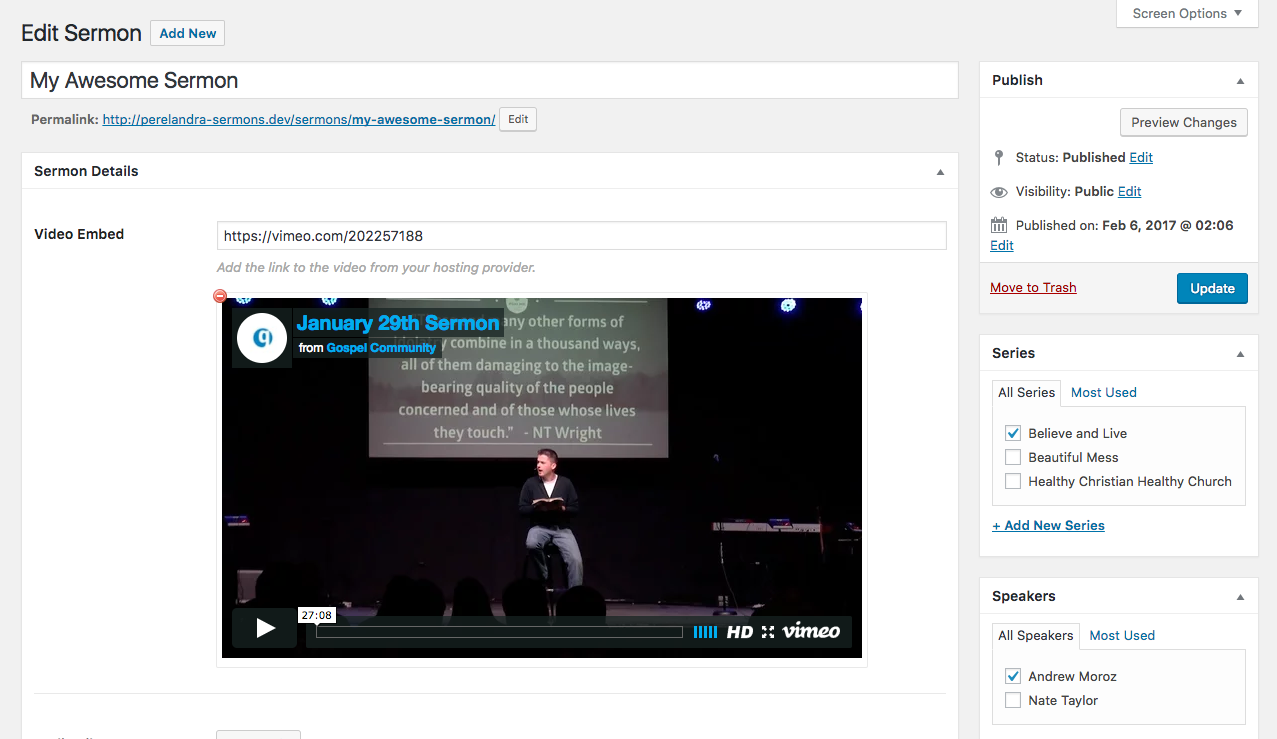 Screen Options
Edit Sermon Add New
My Awesome Sermon
Permalink: http://perelandra-sermons.dev/sermons/my-awesome-sermon/ Edit
Sermon Details
Video Embed
https://vimeo.com/202257188
Add the link to the video from your hosting provider.
January 29th Sermon
from Gospel Community
any other forms of
combine in a thousand ways,
all of them damaging to the image-
bearing quality of the people
concerned and of those whose lives
they touch." - NT Wright
27:08
HD vimeo
Publish
Preview Changes
Status: Published Edit
Visibility: Public Edit
Published on: Feb 6, 2017 @ 02:06
Edit
Move to Trash Update
Series
All Series Most Used
Believe and Live
Beautiful Mess
Healthy Christian Healthy Church
+ Add New Series
Speakers
All Speakers Most Used
Andrew Moroz
Nate Taylor